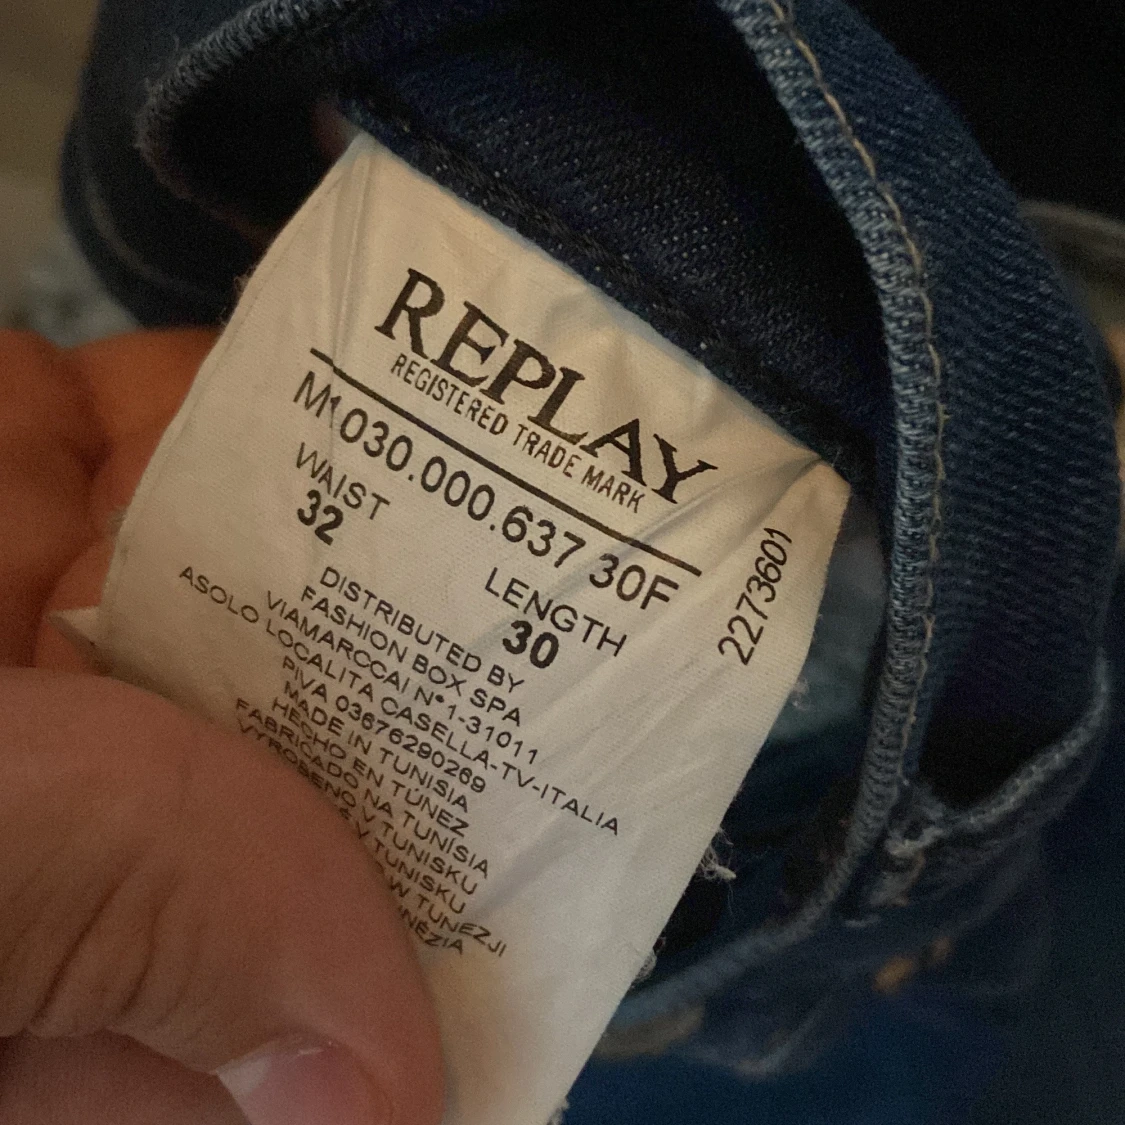 REPLAY
REGISTERED TRADE MARK
M1030.000.637 30F
WAIST LENGTH
32 30
2273601
DISTRIBUTED BY
FASHION BOX SPA
VIAMARCCAI N°1-31011
ASOLO LOCALITA CASELLA-TV-ITALIA
PIVA 03676290269
MADE IN TUNISIA
HECHO EN TÚNEZ
FABRICADO NA TUNÍSIA
VYROBENO V TUNISKU
V TUNISKU
W TUNEZJI